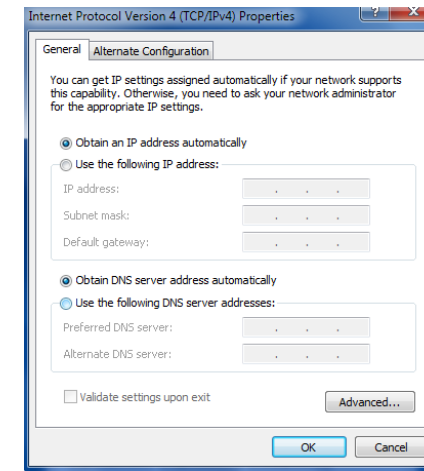 Internet Protocol Version 4 (TCP/IPv4) Properties
General
Alternate Configuration
You can get IP settings assigned automatically if your network supports
this capability. Otherwise, you need to ask your network administrator
for the appropriate IP settings.
Obtain an IP address automatically
Use the following IP address:
IP address:
Subnet mask:
Default gateway:
Obtain DNS server address automatically
Use the following DNS server addresses:
Preferred DNS server:
Alternate DNS server:
Validate settings upon exit
Advanced...
OK
Cancel